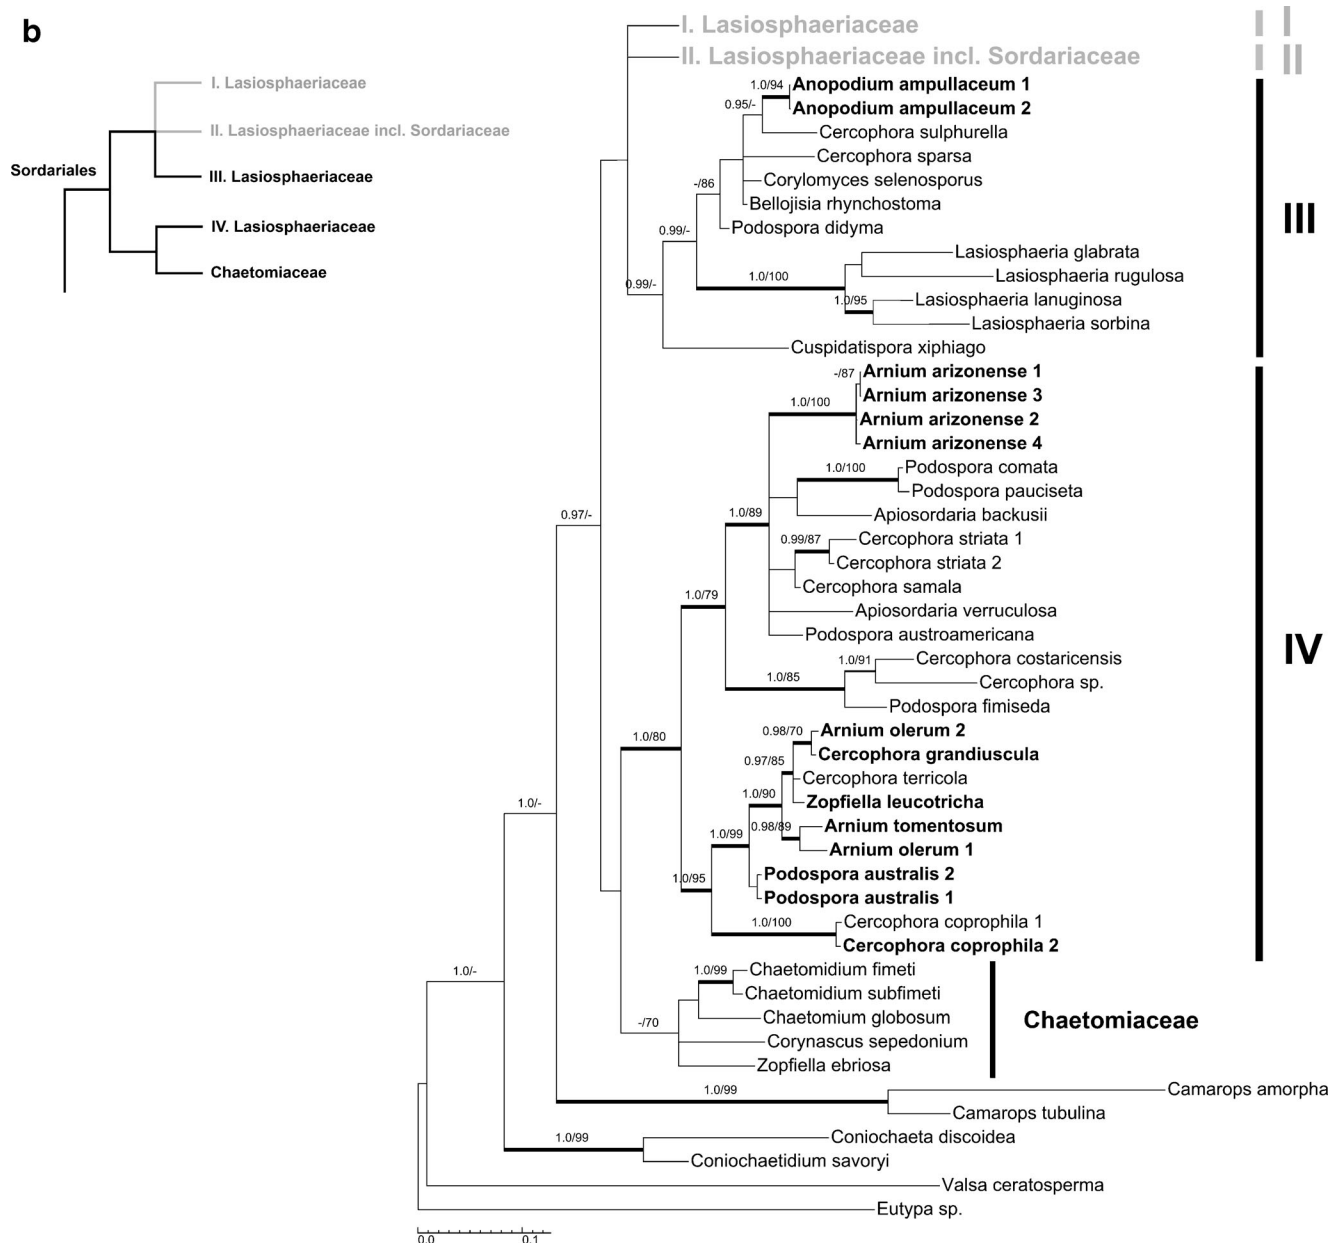 b
I. Lasiosphaeriaceae
II. Lasiosphaeriaceae incl. Sordariaceae
Sordariales
III. Lasiosphaeriaceae
IV. Lasiosphaeriaceae
Chaetomiaceae
I. Lasiosphaeriaceae
I
II. Lasiosphaeriaceae incl. Sordariaceae
II
1.0/94
Anopodium ampullaceum 1
0.95/-
Anopodium ampullaceum 2
Cercophora sulphurella
Cercophora sparsa
-/86
Corylomyces selenosporus
Bellojisia rhynchostoma
III
0.99/-
Podospora didyma
Lasiosphaeria glabrata
1.0/100
Lasiosphaeria rugulosa
0.99/-
1.0/95
Lasiosphaeria lanuginosa
Lasiosphaeria sorbina
Cuspidatispora xiphiago
-/87
Arnium arizonense 1
Arnium arizonense 3
1.0/100
Arnium arizonense 2
Arnium arizonense 4
1.0/100
Podospora comata
Podospora pauciseta
0.97/-
1.0/89
Apiosordaria backusii
0.99/87
Cercophora striata 1
Cercophora striata 2
Cercophora samala
1.0/79
Apiosordaria verruculosa
Podospora austroamericana
IV
1.0/91
Cercophora costaricensis
1.0/85
Cercophora sp.
Podospora fimiseda
1.0/80
0.98/70
Arnium olerum 2
Cercophora grandiuscula
0.97/85
Cercophora terricola
1.0/90
Zopfiella leucotricha
1.0/-
0.98/89
Arnium tomentosum
1.0/99
Arnium olerum 1
1.0/95
Podospora australis 2
Podospora australis 1
1.0/100
Cercophora coprophila 1
Cercophora coprophila 2
1.0/-
1.0/99
Chaetomidium fimeti
Chaetomidium subfimeti
Chaetomium globosum
Chaetomiaceae
-/70
Corynascus sepedonium
Zopfiella ebriosa
1.0/99
Camarops amorpha
Camarops tubulina
1.0/99
Coniochaeta discoidea
Coniochaetidium savoryi
Valsa ceratosperma
Eutypa sp.
0.0 0.1